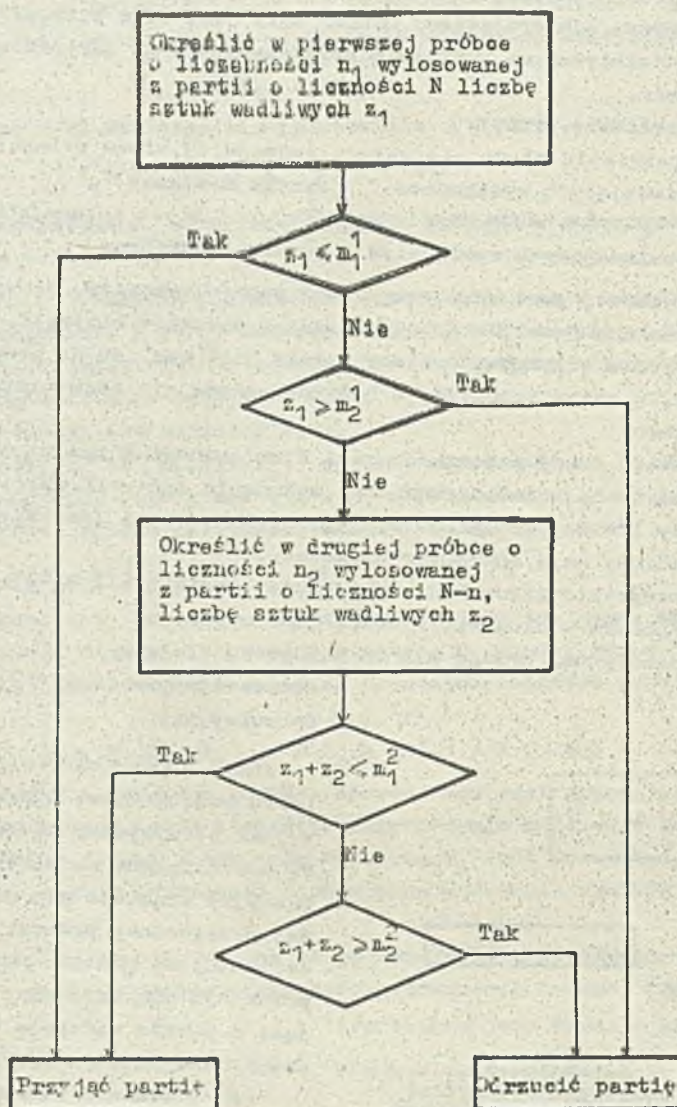 Określić w pierwszej próbce
o liczebności n₁ wylosowanej
z partii o liczności N liczbę
sztuk wadliwych z₁
Tak
z₁ ⩽ m₁¹
Nie
Tak
z₁ ⩾ m₂¹
Nie
Określić w drugiej próbce o
liczności n₂ wylosowanej
z partii o liczności N-n,
liczbę sztuk wadliwych z₂
Tak
z₁+z₂ ⩽ m₁²
Nie
z₁+z₂ ⩾ m₂²
Tak
Przyjąć partię
Odrzucić partię